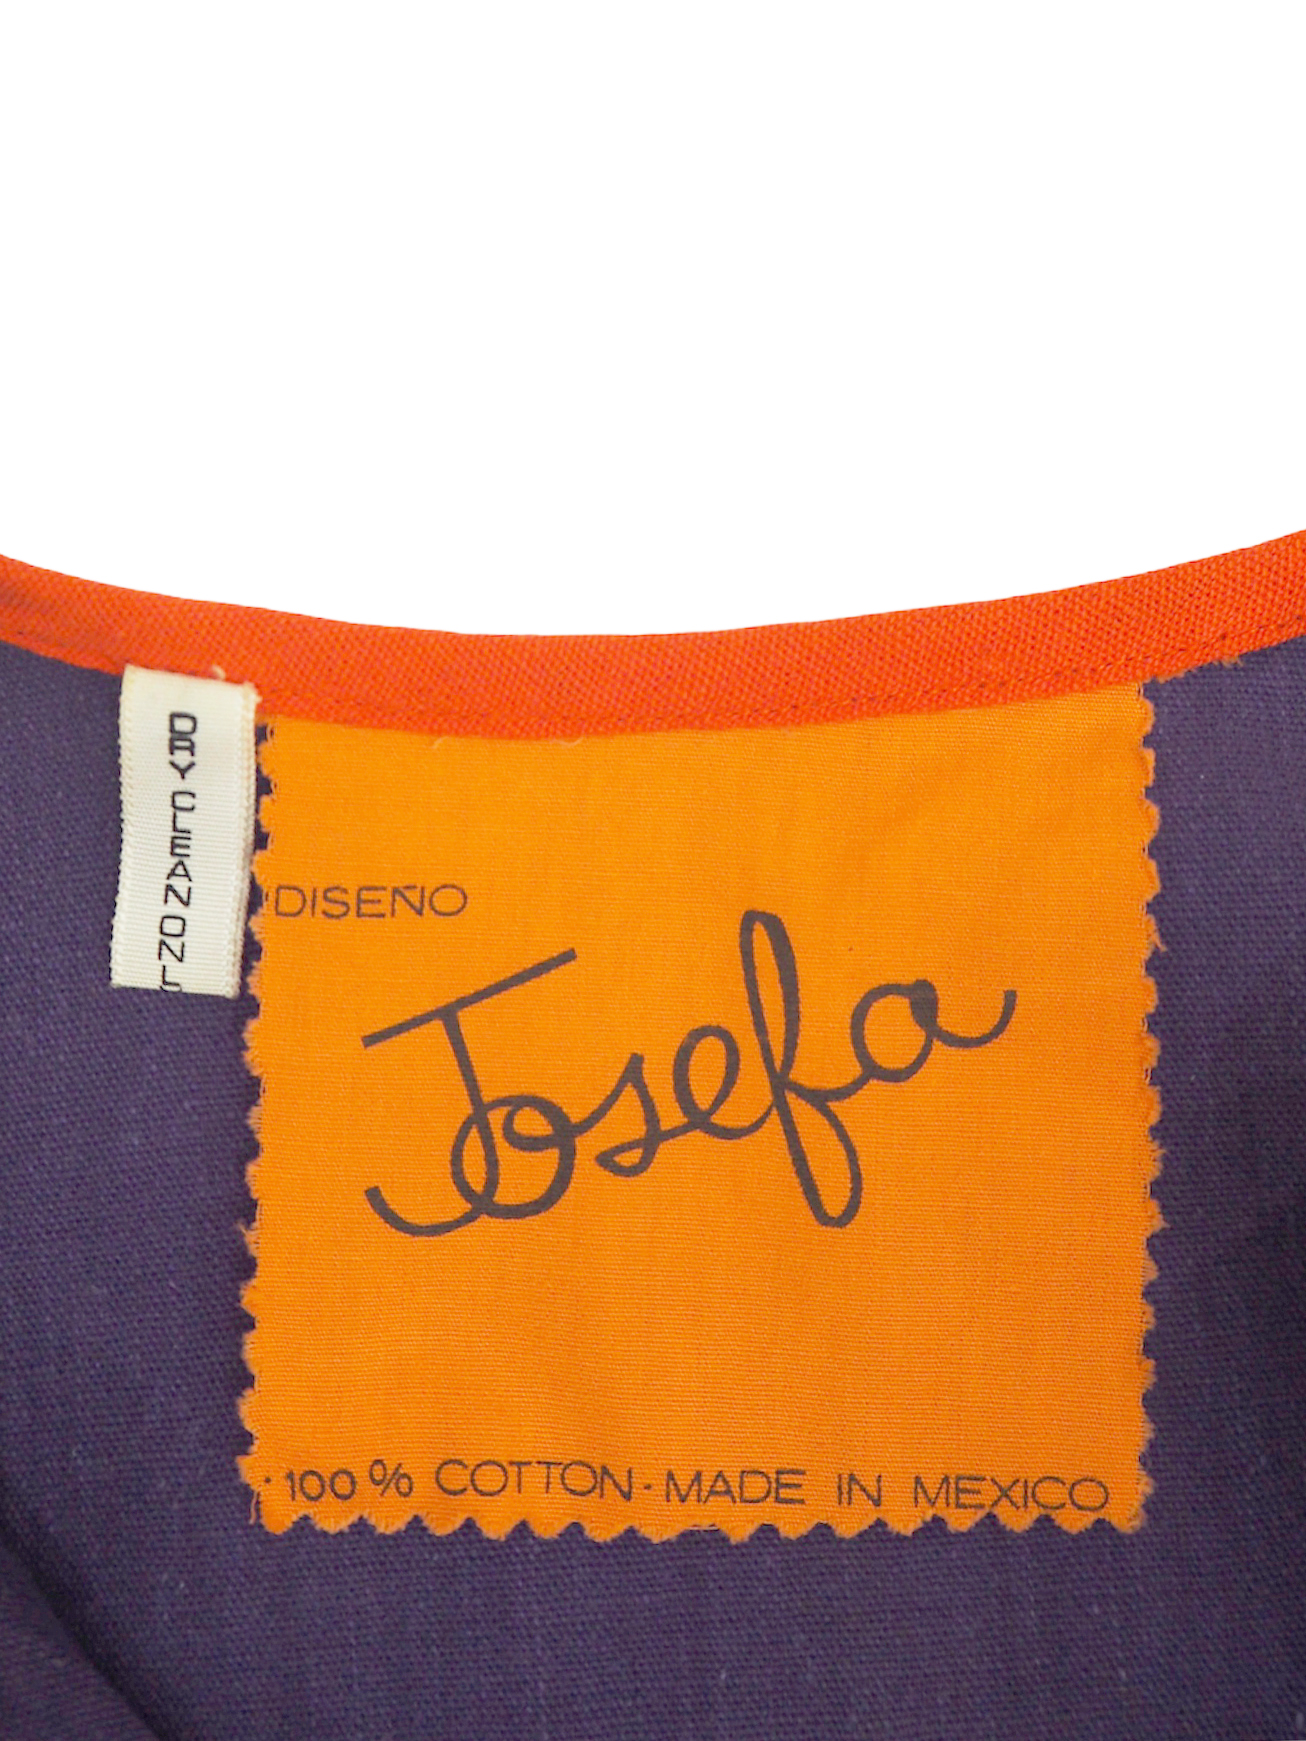 DRY CLEAN ONL
DISEÑO
Josefa
100% COTTON - MADE IN MEXICO